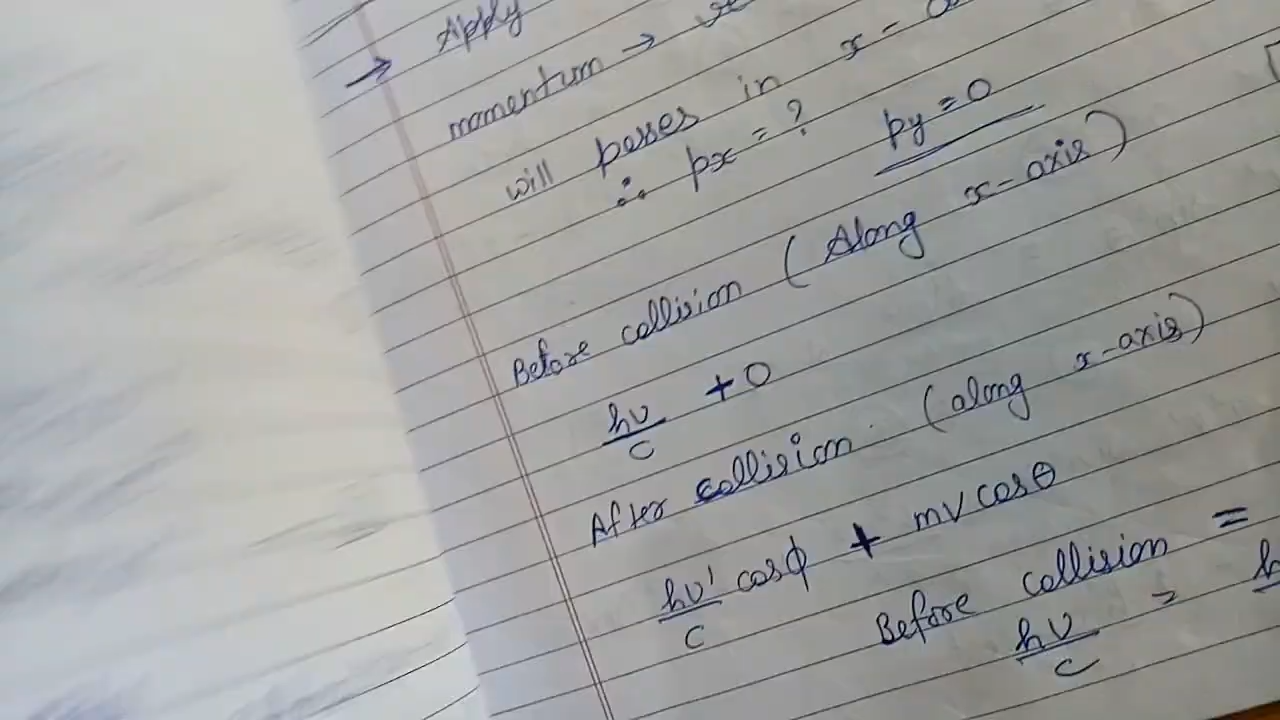 → Apply
momentum →
will posses in x -
∴ px = ? py = 0
Before collision (Along x-axis)
hν/c + 0
After collision (along x-axis)
hν'/c cosϕ + mv cosθ
Before collision =
hν/c =